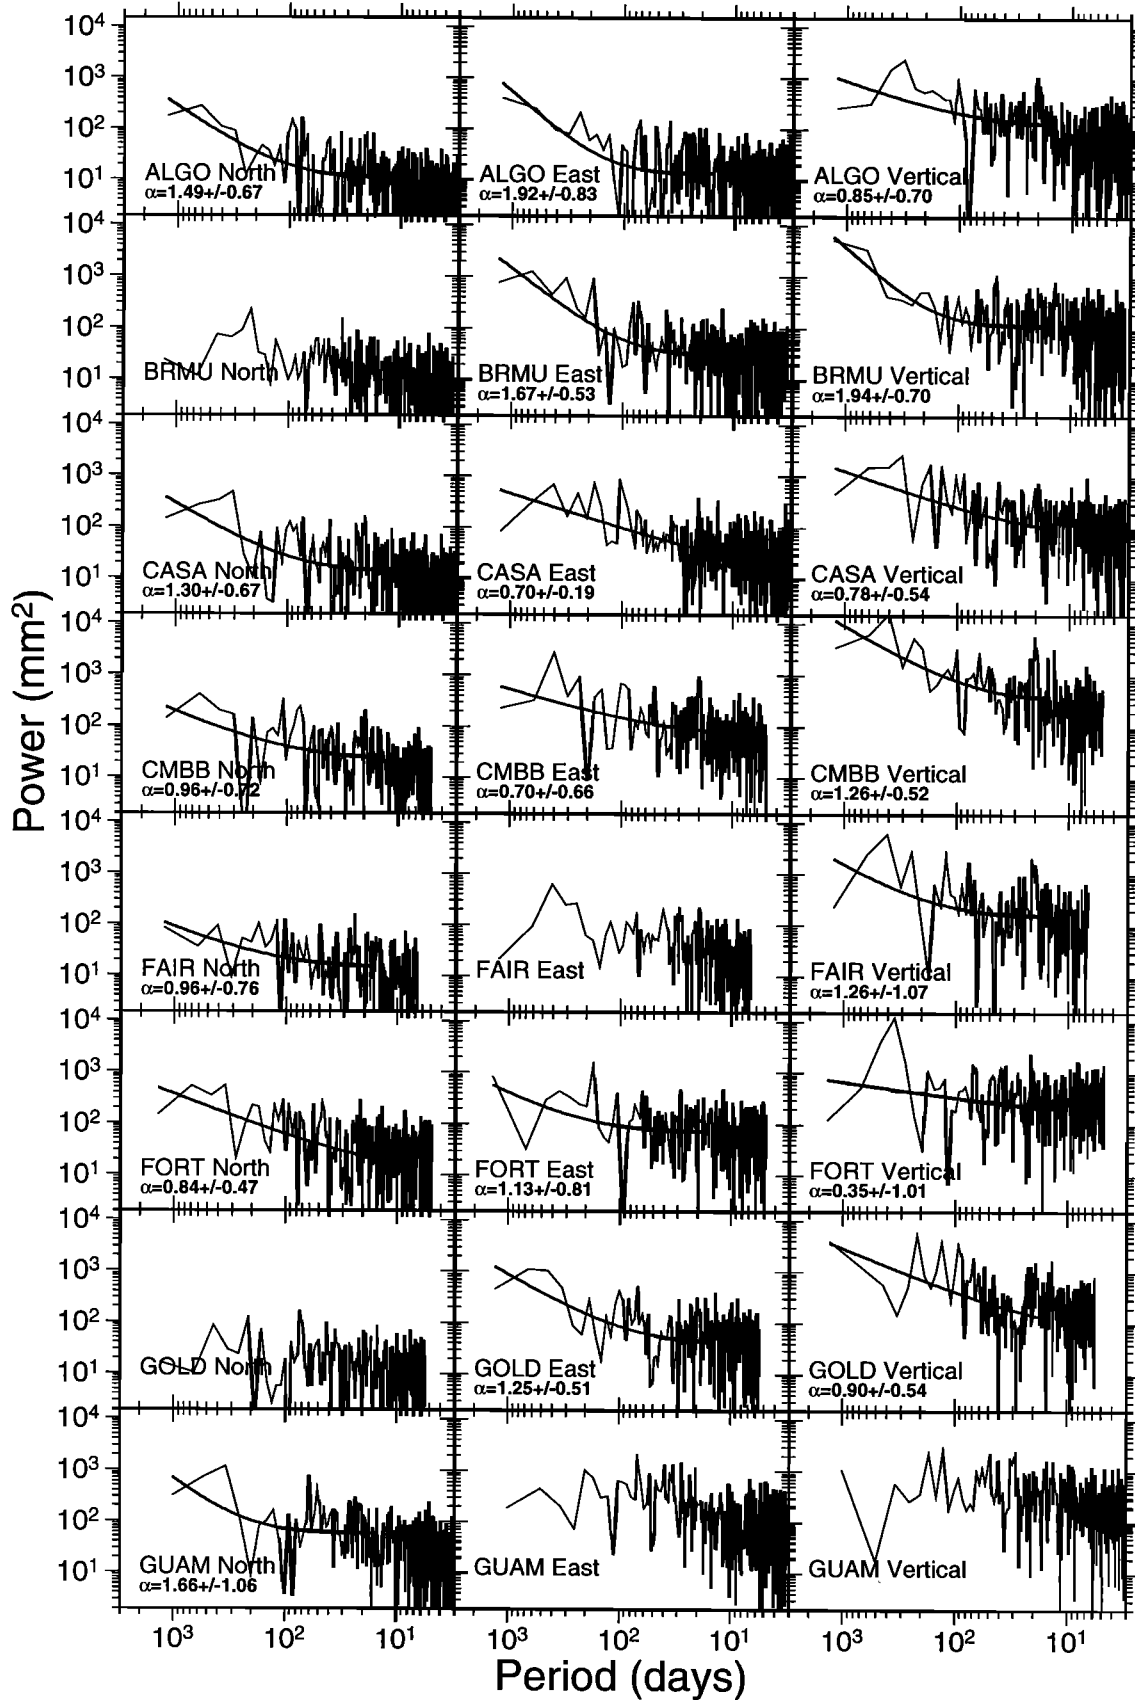 10⁴
10³
10²
10¹
ALGO North
α=1.49+/-0.67
ALGO East
α=1.92+/-0.83
ALGO Vertical
α=0.85+/-0.70
10⁴
10³
10²
10¹
BRMU North
BRMU East
α=1.67+/-0.53
BRMU Vertical
α=1.94+/-0.70
10⁴
10³
10²
10¹
CASA North
α=1.30+/-0.67
CASA East
α=0.70+/-0.19
CASA Vertical
α=0.78+/-0.54
Power (mm²)
10⁴
10³
10²
10¹
CMBB North
α=0.96+/-0.72
CMBB East
α=0.70+/-0.66
CMBB Vertical
α=1.26+/-0.52
10⁴
10³
10²
10¹
FAIR North
α=0.96+/-0.76
FAIR East
FAIR Vertical
α=1.26+/-1.07
10⁴
10³
10²
10¹
FORT North
α=0.84+/-0.47
FORT East
α=1.13+/-0.81
FORT Vertical
α=0.35+/-1.01
10⁴
10³
10²
10¹
GOLD North
GOLD East
α=1.25+/-0.51
GOLD Vertical
α=0.90+/-0.54
10⁴
10³
10²
10¹
GUAM North
α=1.66+/-1.06
GUAM East
GUAM Vertical
10³ 10² 10¹ 10³ 10² 10¹ 10³ 10² 10¹
Period (days)